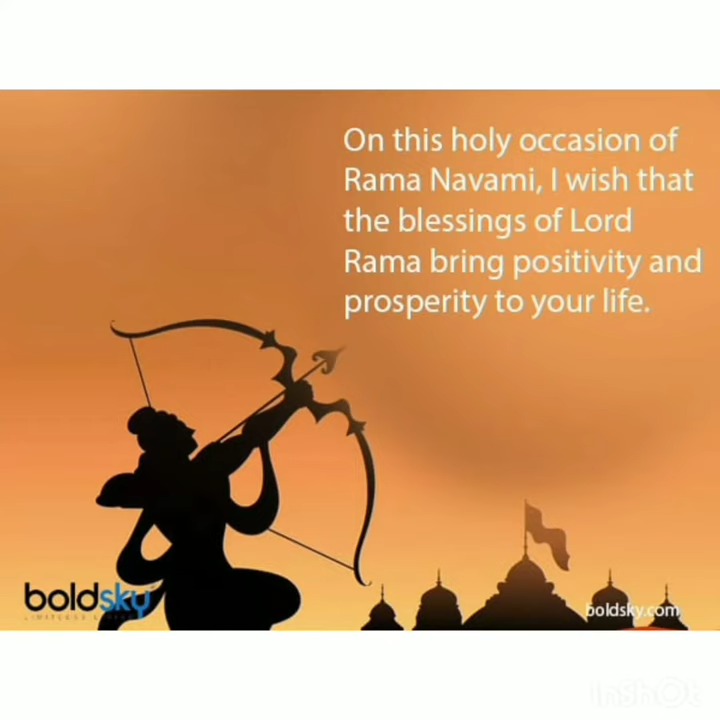 On this holy occasion of
Rama Navami, I wish that
the blessings of Lord
Rama bring positivity and
prosperity to your life.
boldsky
boldsky.com
InShOt